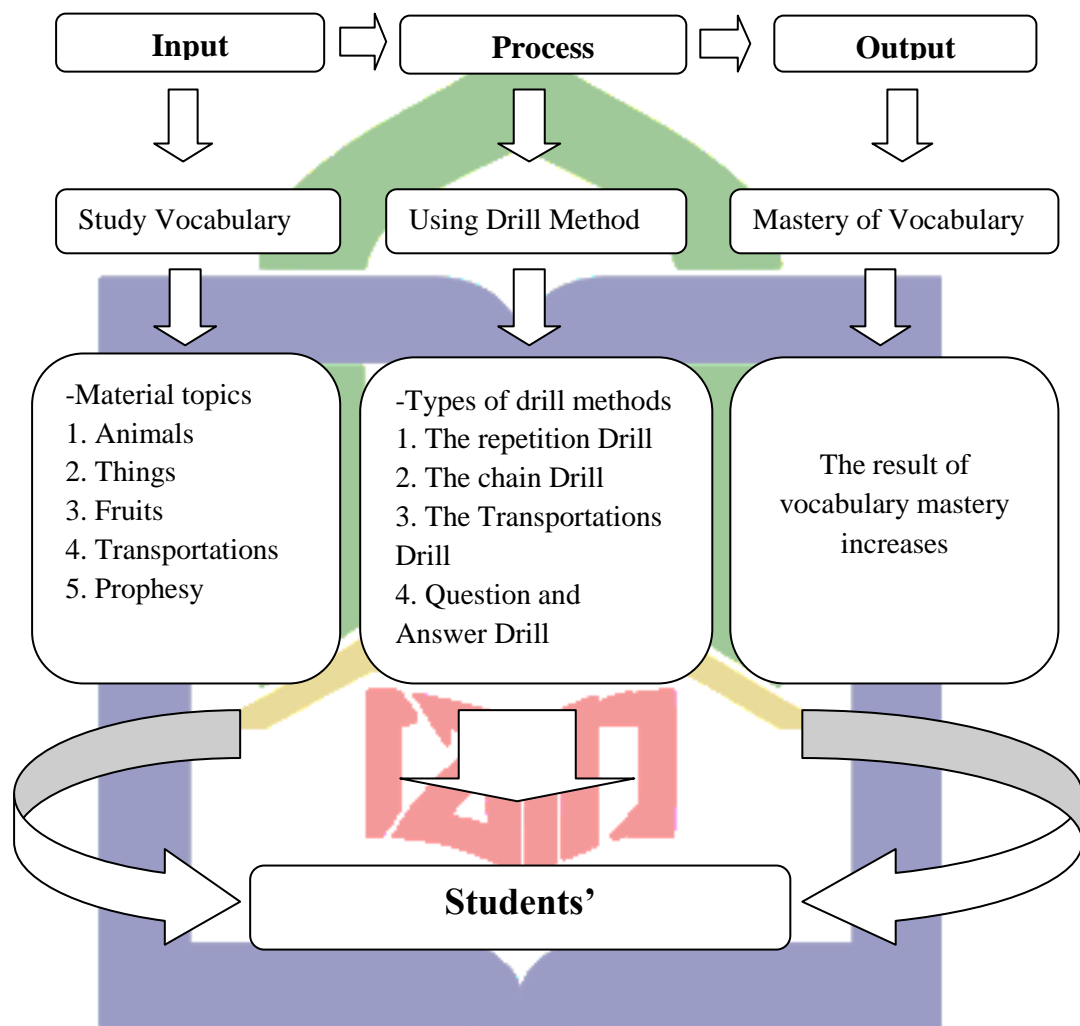 Input
Process
Output
Study Vocabulary
Using Drill Method
Mastery of Vocabulary
-Material topics
1. Animals
2. Things
3. Fruits
4. Transportations
5. Prophesy
-Types of drill methods
1. The repetition Drill
2. The chain Drill
3. The Transportations
Drill
4. Question and
Answer Drill
The result of
vocabulary mastery
increases
Students’